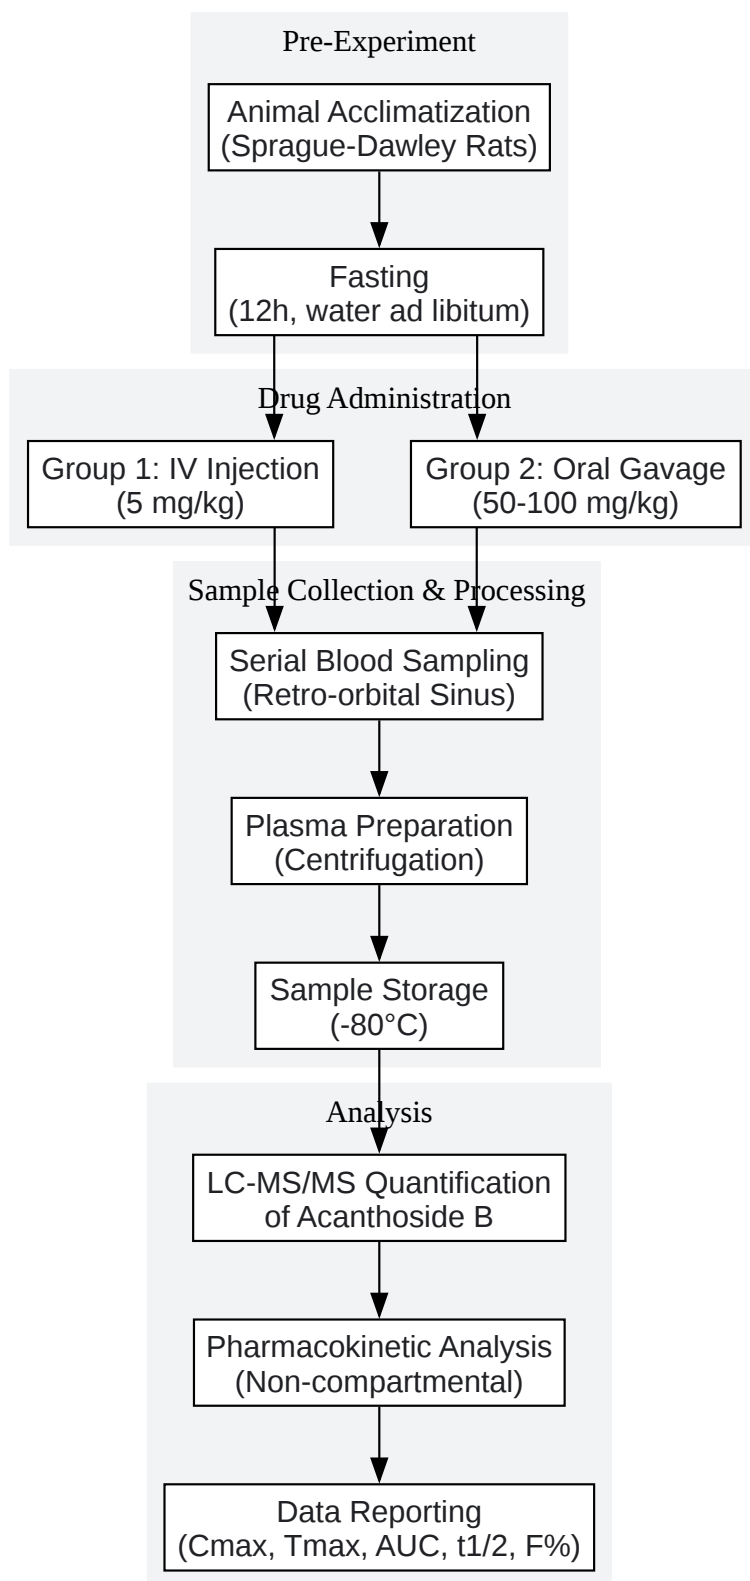 Pre-Experiment
Animal Acclimatization
(Sprague-Dawley Rats)
Fasting
(12h, water ad libitum)
Drug Administration
Group 1: IV Injection
(5 mg/kg)
Group 2: Oral Gavage
(50-100 mg/kg)
Sample Collection & Processing
Serial Blood Sampling
(Retro-orbital Sinus)
Plasma Preparation
(Centrifugation)
Sample Storage
(-80°C)
Analysis
LC-MS/MS Quantification
of Acanthoside B
Pharmacokinetic Analysis
(Non-compartmental)
Data Reporting
(Cmax, Tmax, AUC, t1/2, F%)